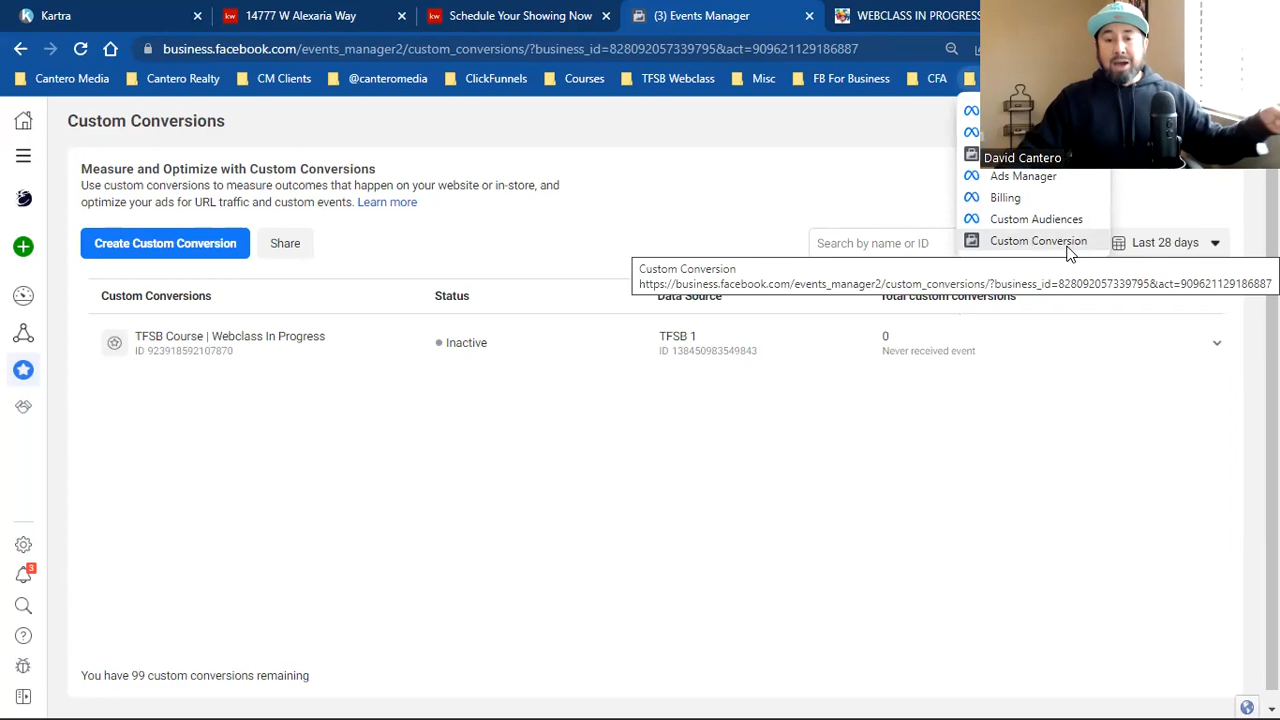 Kartra
14777 W Alexaria Way
Schedule Your Showing Now
(3) Events Manager
WEBCLASS IN PROGRESS
business.facebook.com/events_manager2/custom_conversions/?business_id=828092057339795&act=909621129186887
Cantero Media
Cantero Realty
CM Clients
@canteromedia
ClickFunnels
Courses
TFSB Webclass
Misc
FB For Business
CFA
David Cantero
Ads Manager
Billing
Custom Audiences
Custom Conversion
Custom Conversions
Measure and Optimize with Custom Conversions
Use custom conversions to measure outcomes that happen on your website or in-store, and
optimize your ads for URL traffic and custom events. Learn more
Create Custom Conversion
Share
Search by name or ID
Last 28 days
Custom Conversion
https://business.facebook.com/events_manager2/custom_conversions/?business_id=828092057339795&act=909621129186887
Custom Conversions
Status
Data Source
Total custom conversions
TFSB Course | Webclass In Progress
ID 923918592107870
Inactive
TFSB 1
ID 138450983549843
0
Never received event
3
You have 99 custom conversions remaining